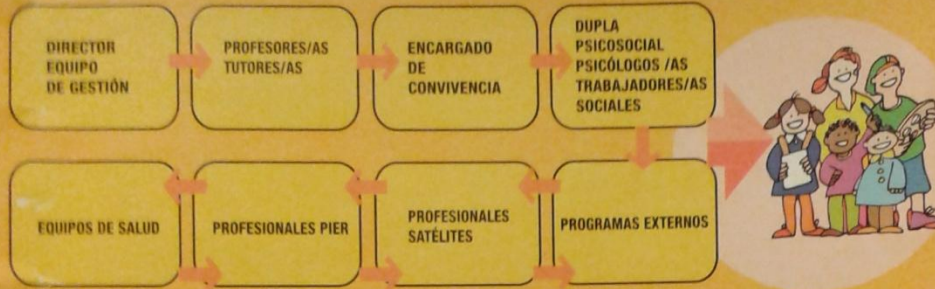 DIRECTOR
EQUIPO
DE GESTIÓN
PROFESORES/AS
TUTORES/AS
ENCARGADO
DE
CONVIVENCIA
DUPLA
PSICOSOCIAL
PSICÓLOGOS /AS
TRABAJADORES/AS
SOCIALES
EQUIPOS DE SALUD
PROFESIONALES PIER
PROFESIONALES
SATÉLITES
PROGRAMAS EXTERNOS